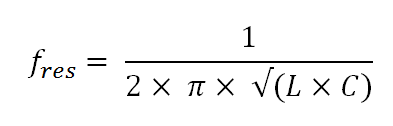 f_res = 1 / (2 × π × √(L × C))